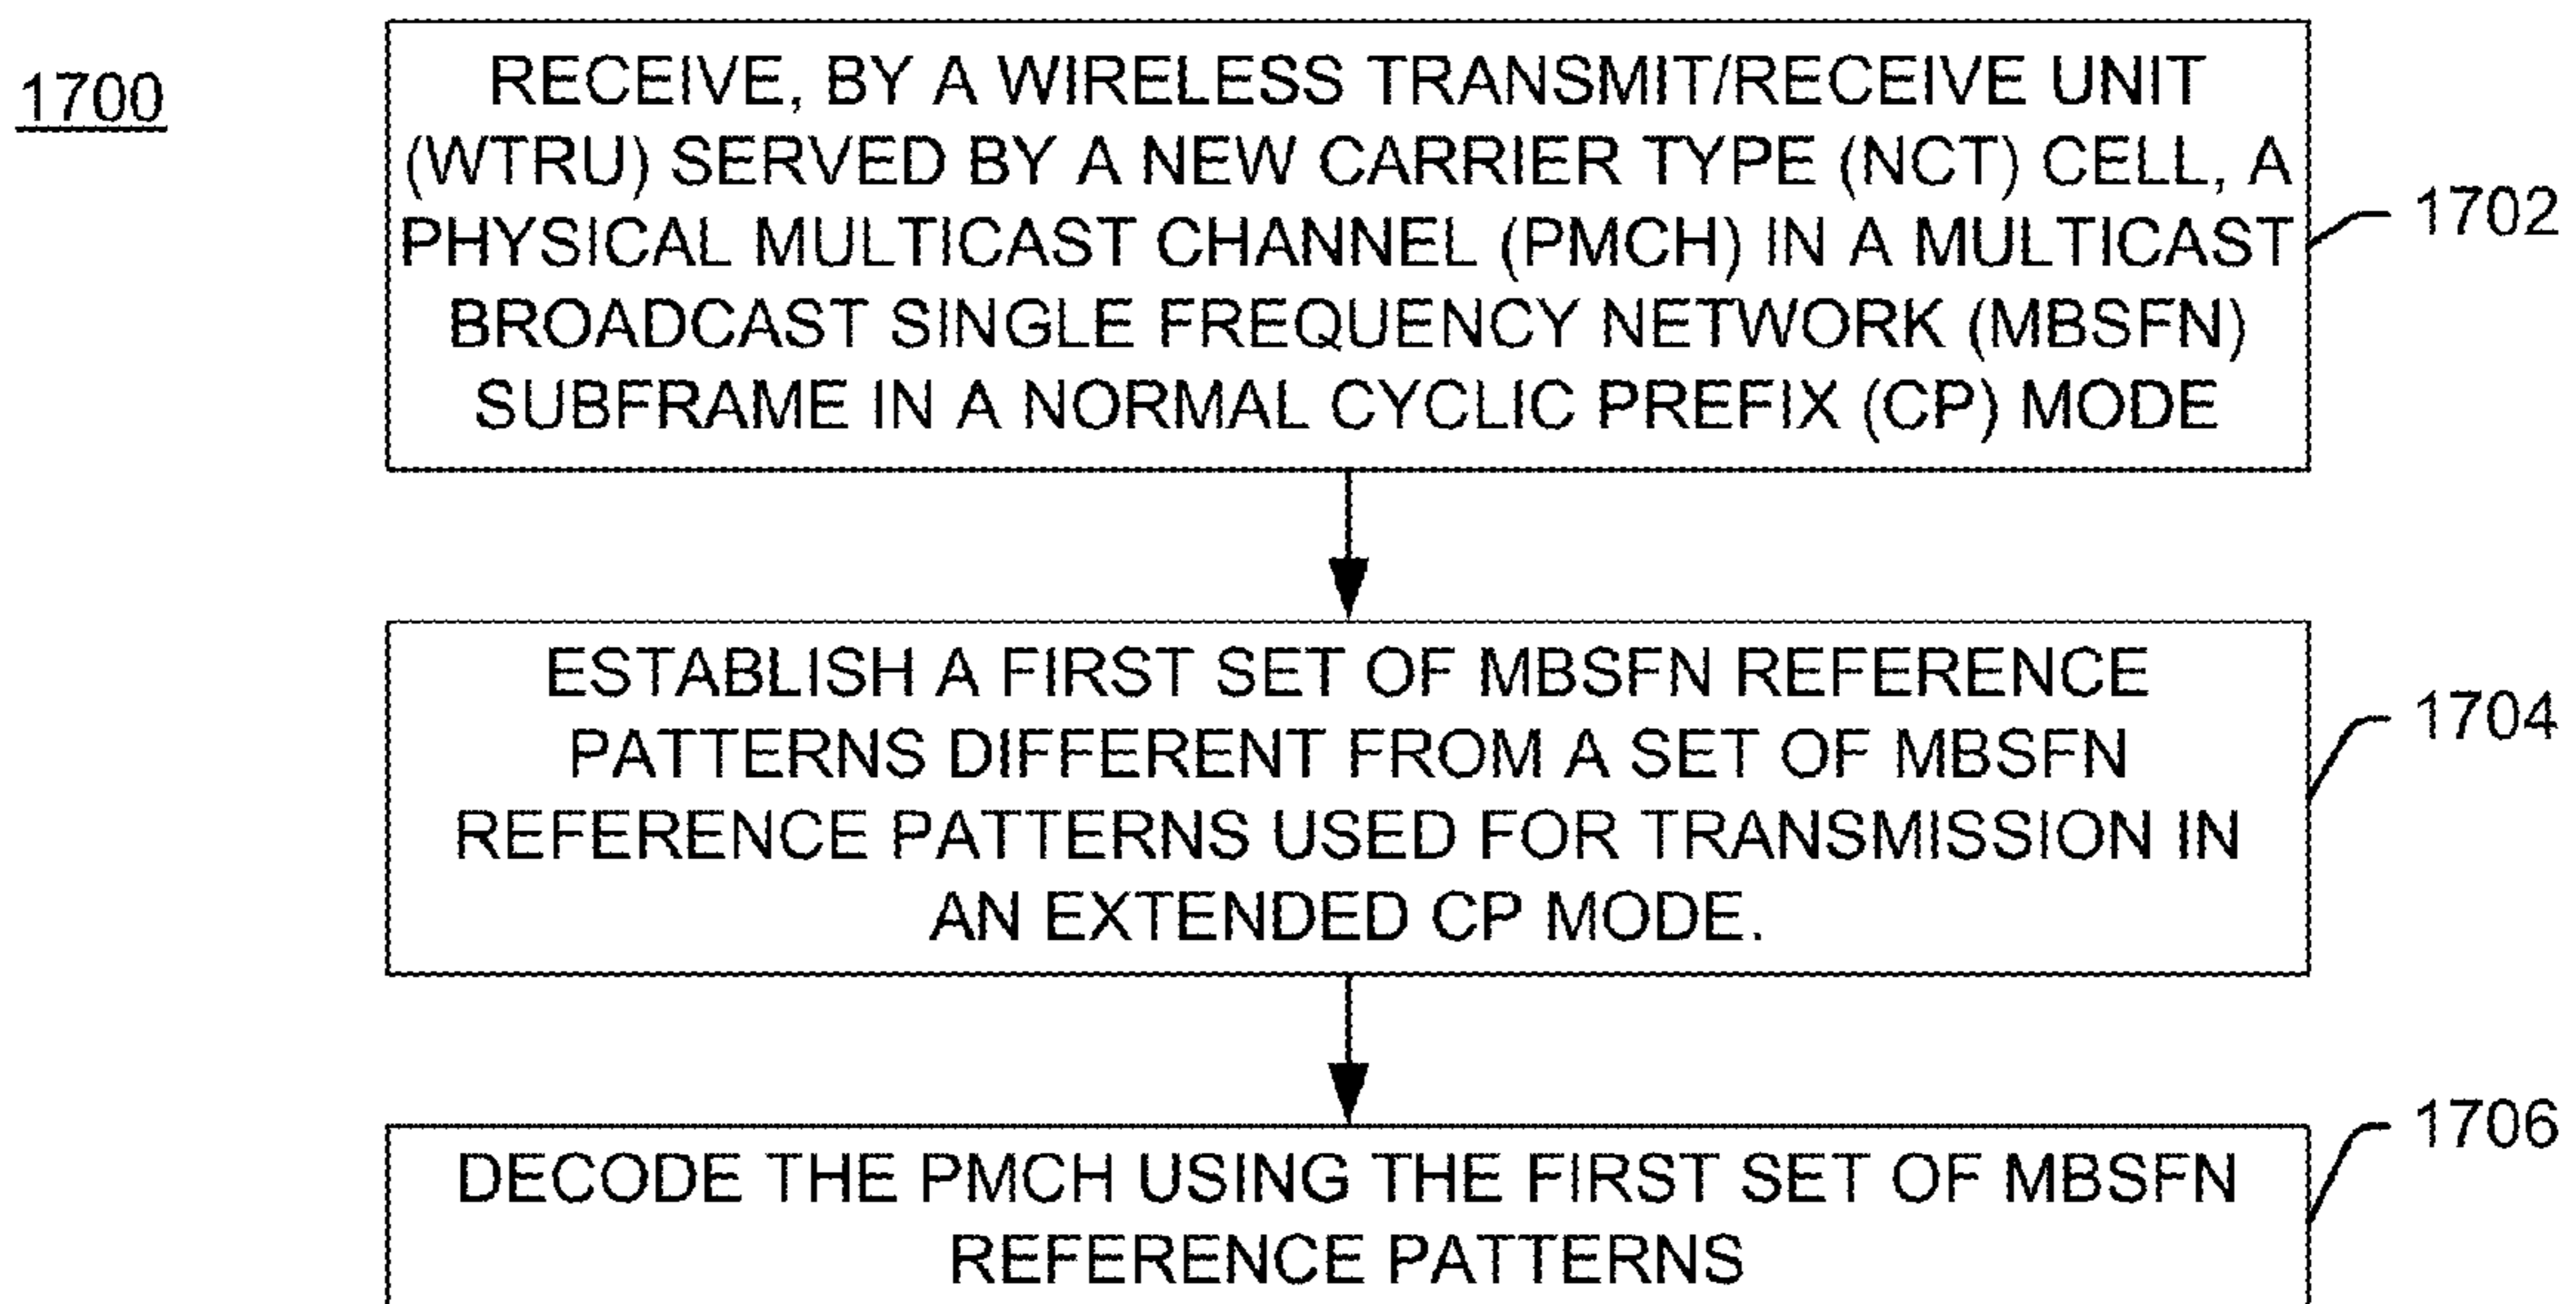 1700
RECEIVE, BY A WIRELESS TRANSMIT/RECEIVE UNIT
(WTRU) SERVED BY A NEW CARRIER TYPE (NCT) CELL, A
PHYSICAL MULTICAST CHANNEL (PMCH) IN A MULTICAST
BROADCAST SINGLE FREQUENCY NETWORK (MBSFN)
SUBFRAME IN A NORMAL CYCLIC PREFIX (CP) MODE
1702
ESTABLISH A FIRST SET OF MBSFN REFERENCE
PATTERNS DIFFERENT FROM A SET OF MBSFN
REFERENCE PATTERNS USED FOR TRANSMISSION IN
AN EXTENDED CP MODE.
1704
DECODE THE PMCH USING THE FIRST SET OF MBSFN
REFERENCE PATTERNS
1706